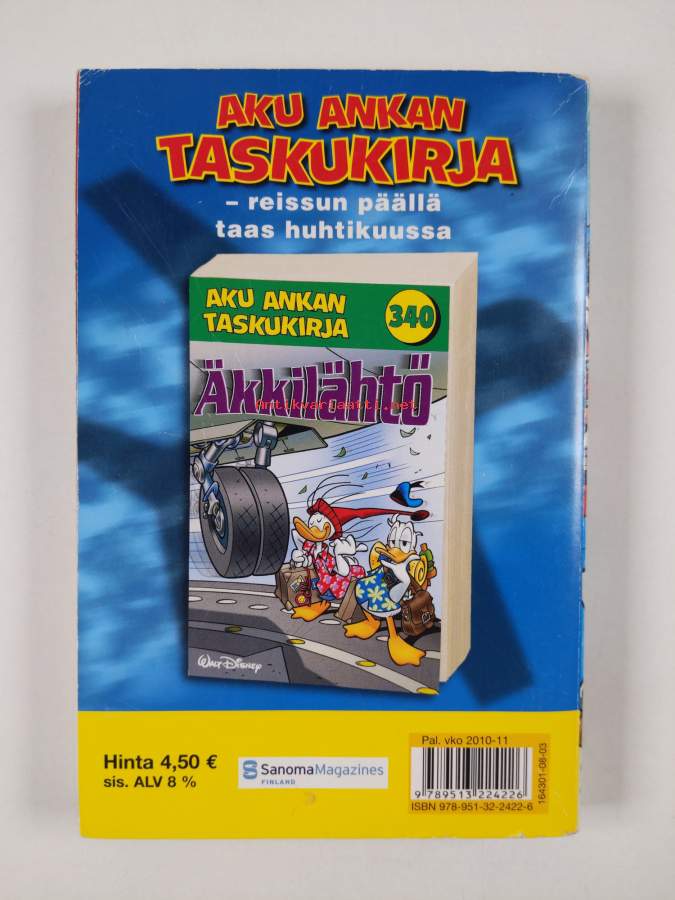 AKU ANKAN
TASKUKIRJA
– reissun päällä
taas huhtikuussa
AKU ANKAN
TASKUKIRJA
340
Äkkilähtö
Antikvariaatti.net
WALT DISNEY
Hinta 4,50 €
sis. ALV 8 %
SanomaMagazines
FINLAND
Pal. vko 2010-11
9 789513 224226
ISBN 978-951-32-2422-6
164301-08-03